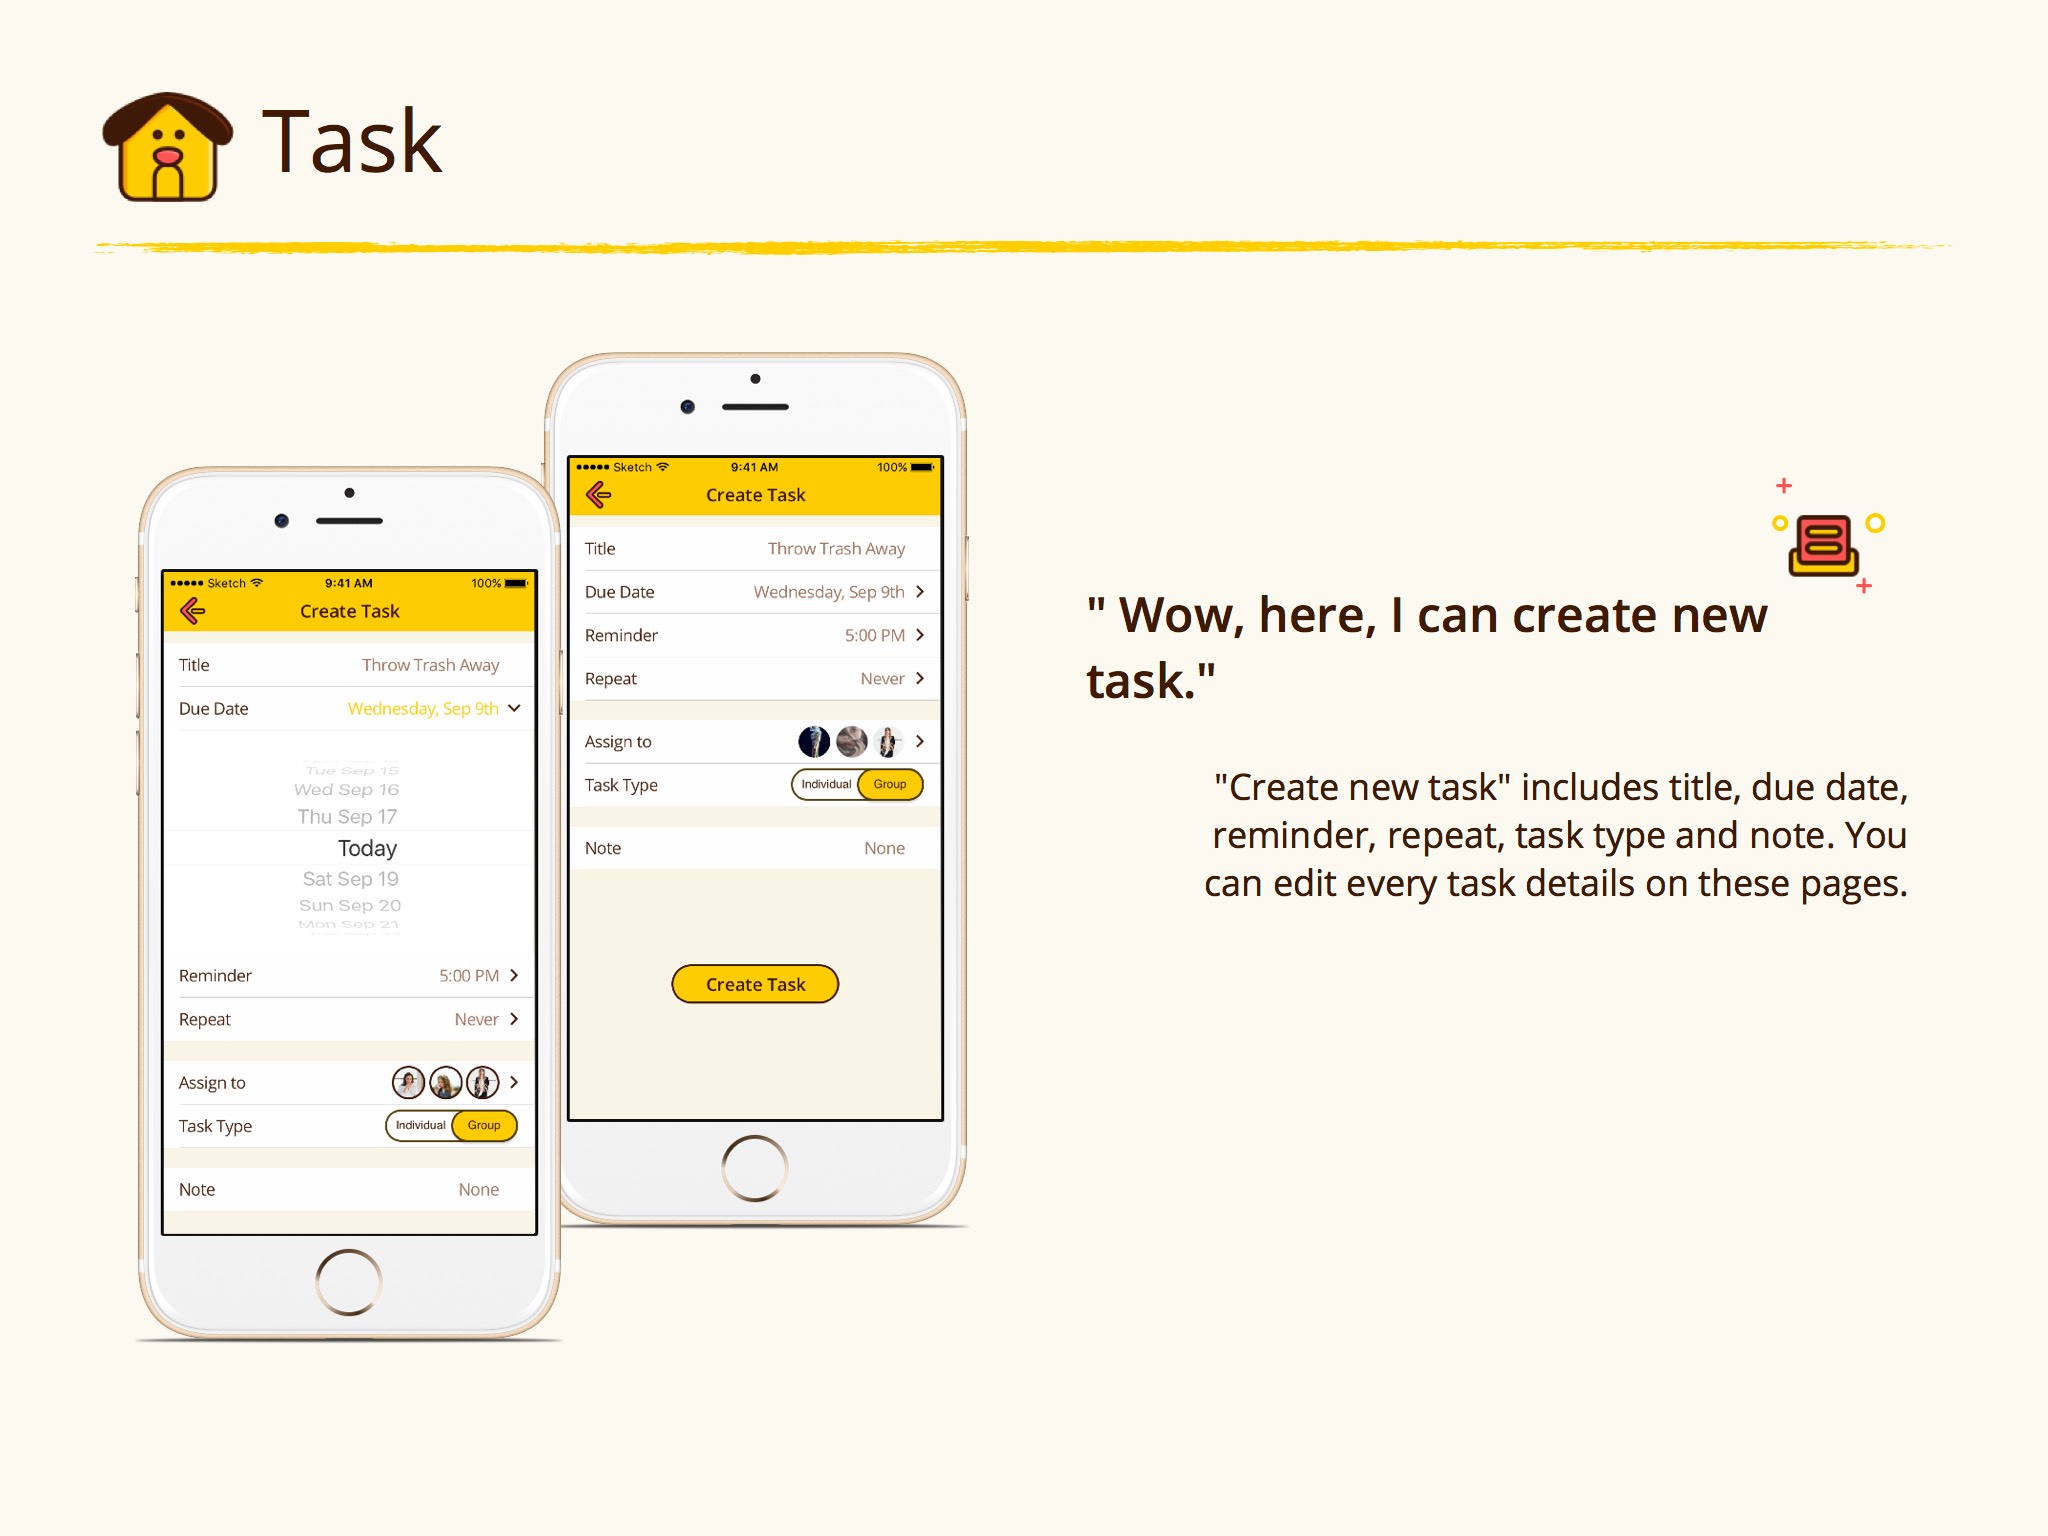 Task
Sketch 9:41 AM 100%
Create Task
Title Throw Trash Away
Due Date Wednesday, Sep 9th
Tue Sep 15
Wed Sep 16
Thu Sep 17
Today
Sat Sep 19
Sun Sep 20
Mon Sep 21
Reminder 5:00 PM
Repeat Never
Assign to
Task Type Individual Group
Note None
Sketch 9:41 AM 100%
Create Task
Title Throw Trash Away
Due Date Wednesday, Sep 9th
Reminder 5:00 PM
Repeat Never
Assign to
Task Type Individual Group
Note None
Create Task
" Wow, here, I can create new
task."
"Create new task" includes title, due date,
reminder, repeat, task type and note. You
can edit every task details on these pages.